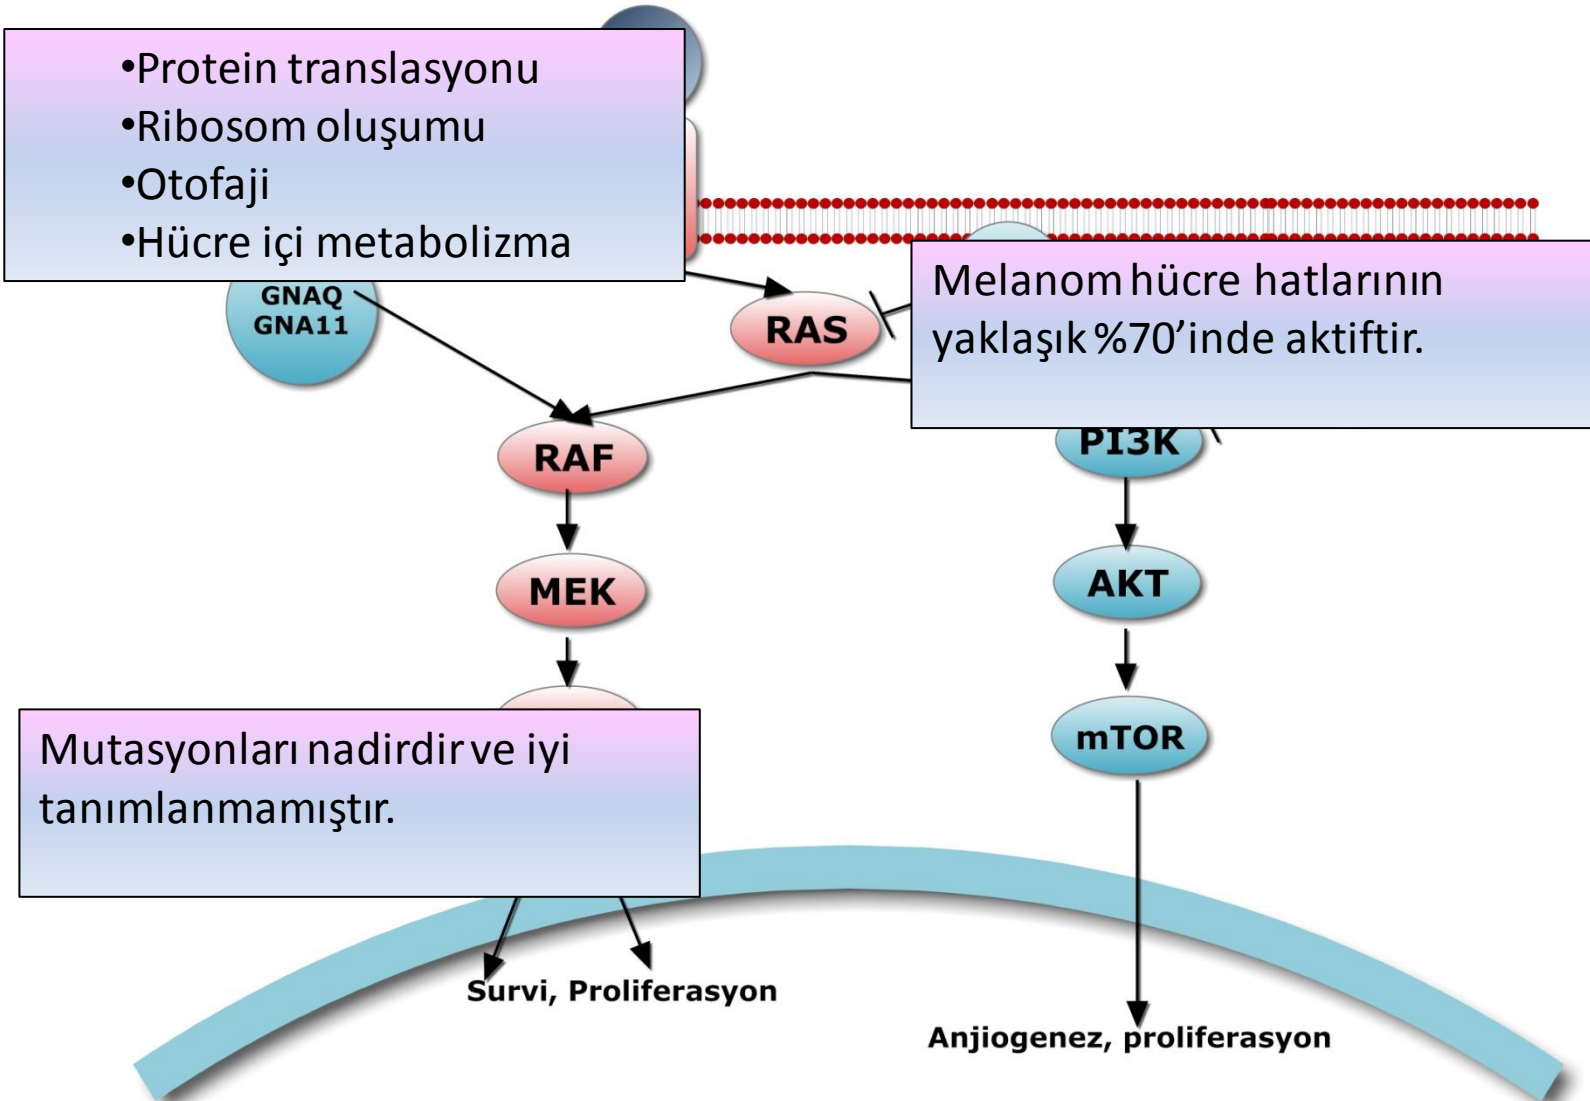 •Protein translasyonu
•Ribosom oluşumu
•Otofaji
•Hücre içi metabolizma
GNAQ
GNA11
RAS
Melanom hücre hatlarının
yaklaşık %70’inde aktiftir.
RAF
PI3K
MEK
AKT
mTOR
Mutasyonları nadirdir ve iyi
tanımlanmamıştır.
Survi, Proliferasyon
Anjiogenez, proliferasyon